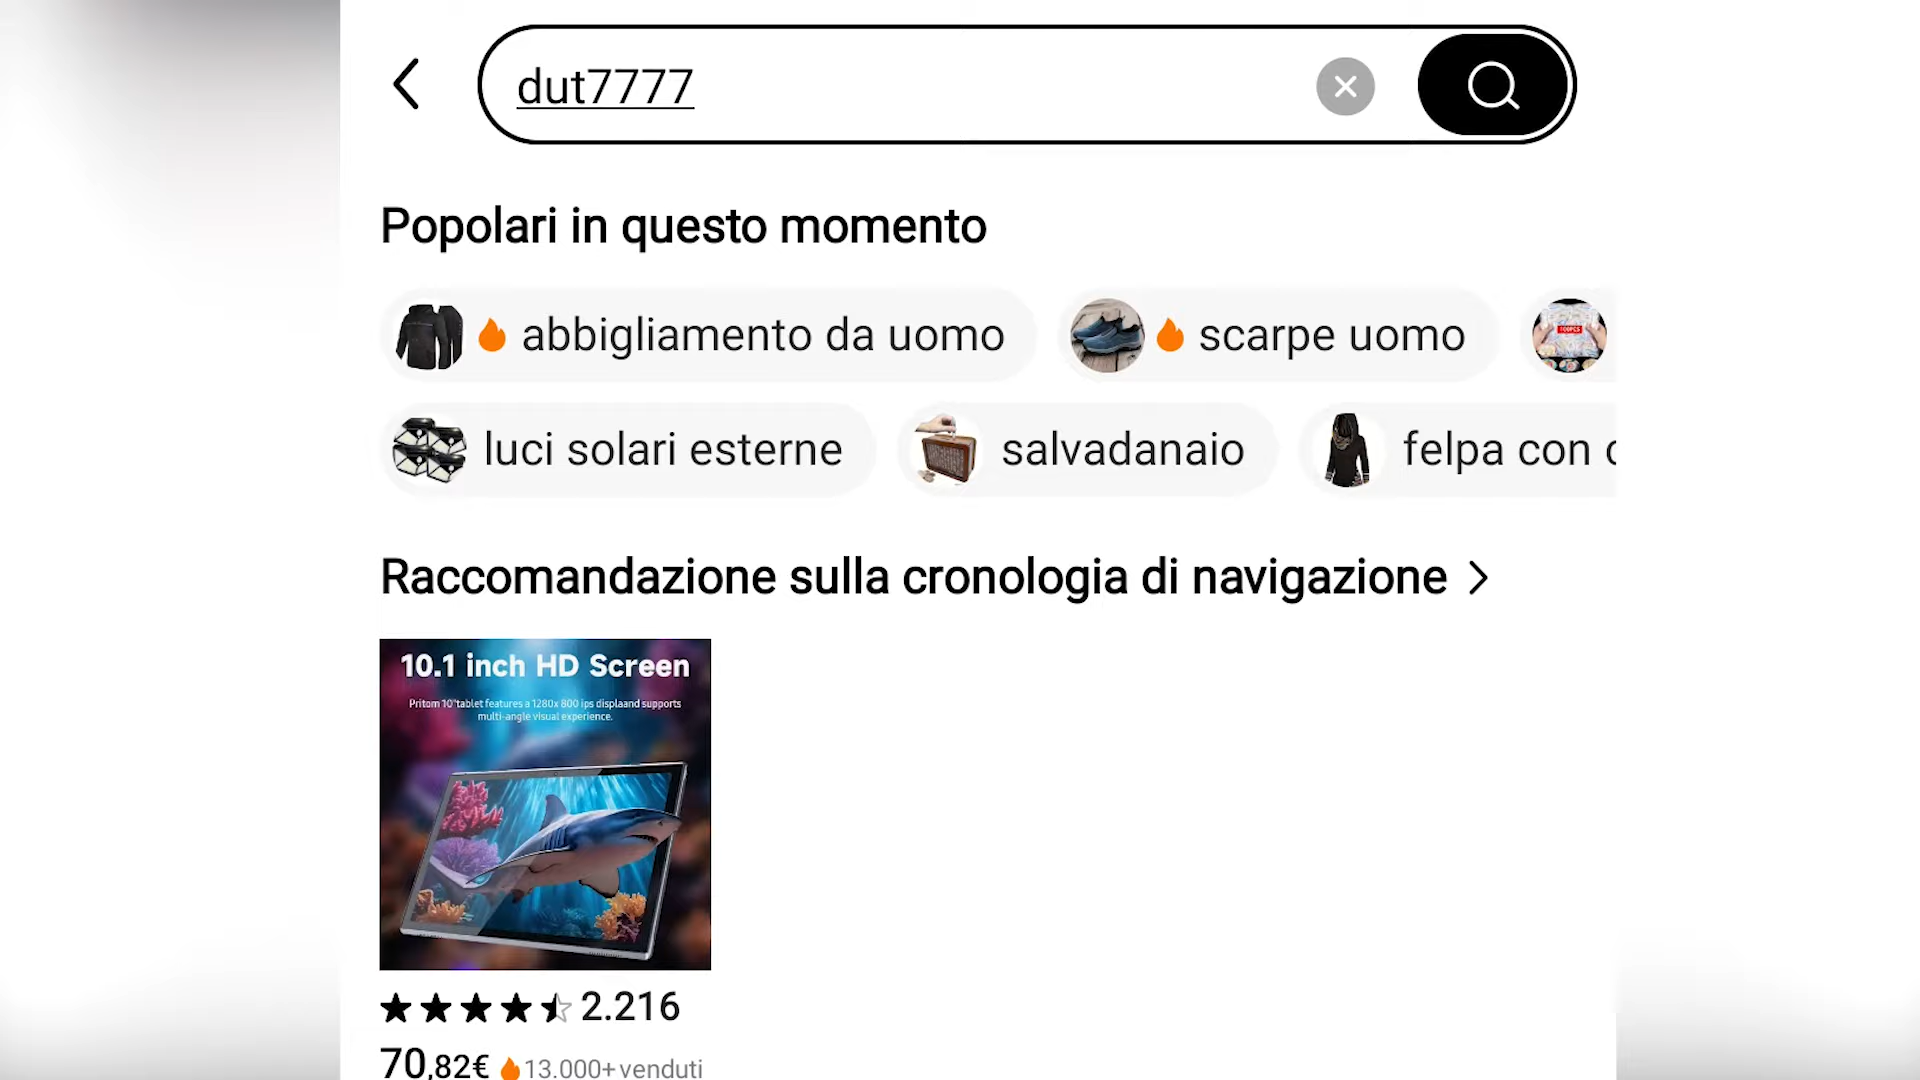 dut7777
Popolari in questo momento
abbigliamento da uomo
scarpe uomo
100PCS
luci solari esterne
salvadanaio
felpa con c
Raccomandazione sulla cronologia di navigazione
10.1 inch HD Screen
Pritom 10"tablet features a 1280x 800 ips displaand supports
multi-angle visual experience.
2.216
70,82€ 13.000+venduti